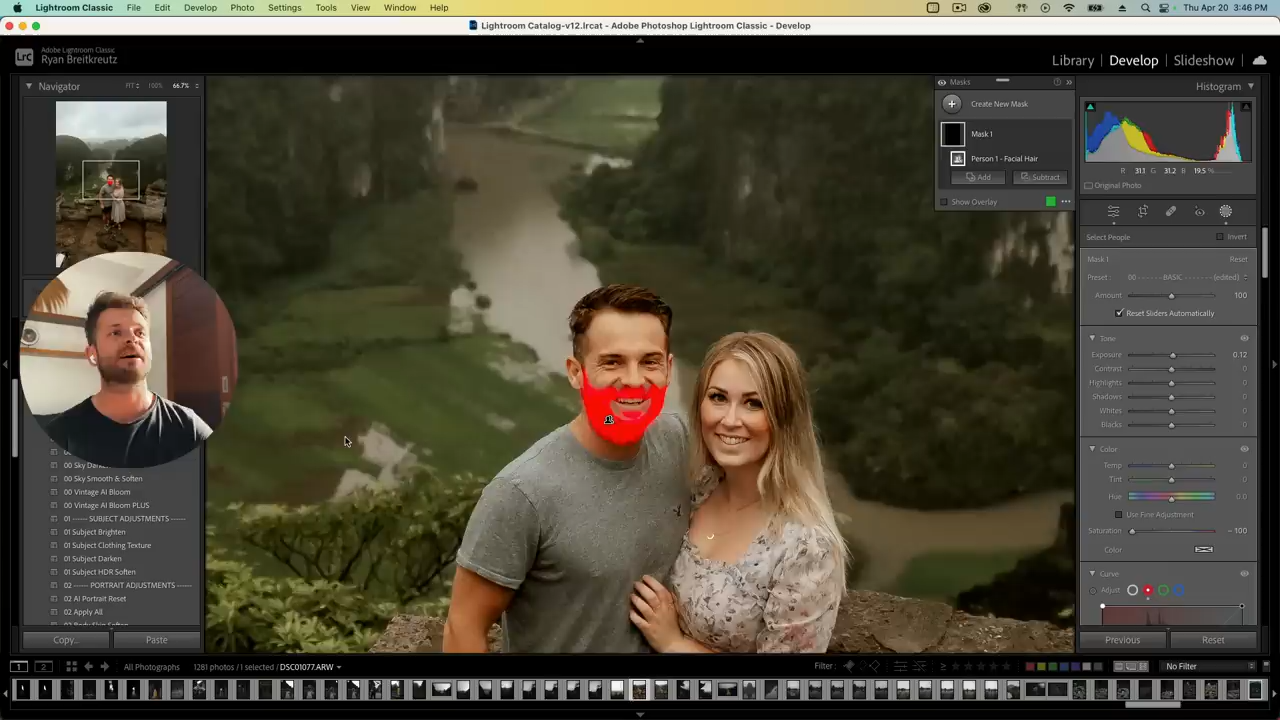 Lightroom Classic File Edit Develop Photo Settings Tools View Window Help Thu Apr 20 3:46 PM
Lightroom Catalog-v12.lrcat - Adobe Photoshop Lightroom Classic - Develop
Lrc Adobe Lightroom Classic
Ryan Breitkreutz
Library Develop Slideshow
Navigator FIT 100% 66.7%
00 Sky Smooth & Soften
00 Vintage AI Bloom
00 Vintage AI Bloom PLUS
01 ------ SUBJECT ADJUSTMENTS -----
01 Subject Brighten
01 Subject Clothing Texture
01 Subject Darken
01 Subject HDR Soften
02 ------ PORTRAIT ADJUSTMENTS ------
02 AI Portrait Reset
02 Apply All
Copy... Paste
Masks
Create New Mask
Mask 1
Person 1 - Facial Hair
Add Subtract
Show Overlay
Histogram
R 31.1 G 31.2 B 19.5 %
Original Photo
Select People Invert
Mask 1 Reset
Preset : 00 ------ BASIC ------ (edited)
Amount 100
Reset Sliders Automatically
Tone
Exposure 0.12
Contrast 0
Highlights 0
Shadows 0
Whites 0
Blacks 0
Color
Temp 0
Tint 0
Hue 0.0
Use Fine Adjustment
Saturation – 100
Color
Curve
Adjust
Previous Reset
1 2 All Photographs 1281 photos / 1 selected / DSC01077.ARW Filter : No Filter